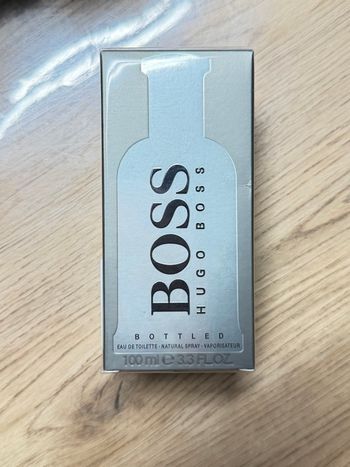 BOSS
HUGO BOSS
BOTTLED
EAU DE TOILETTE - NATURAL SPRAY - VAPORISATEUR
100 ml e 3.3 FL.OZ.